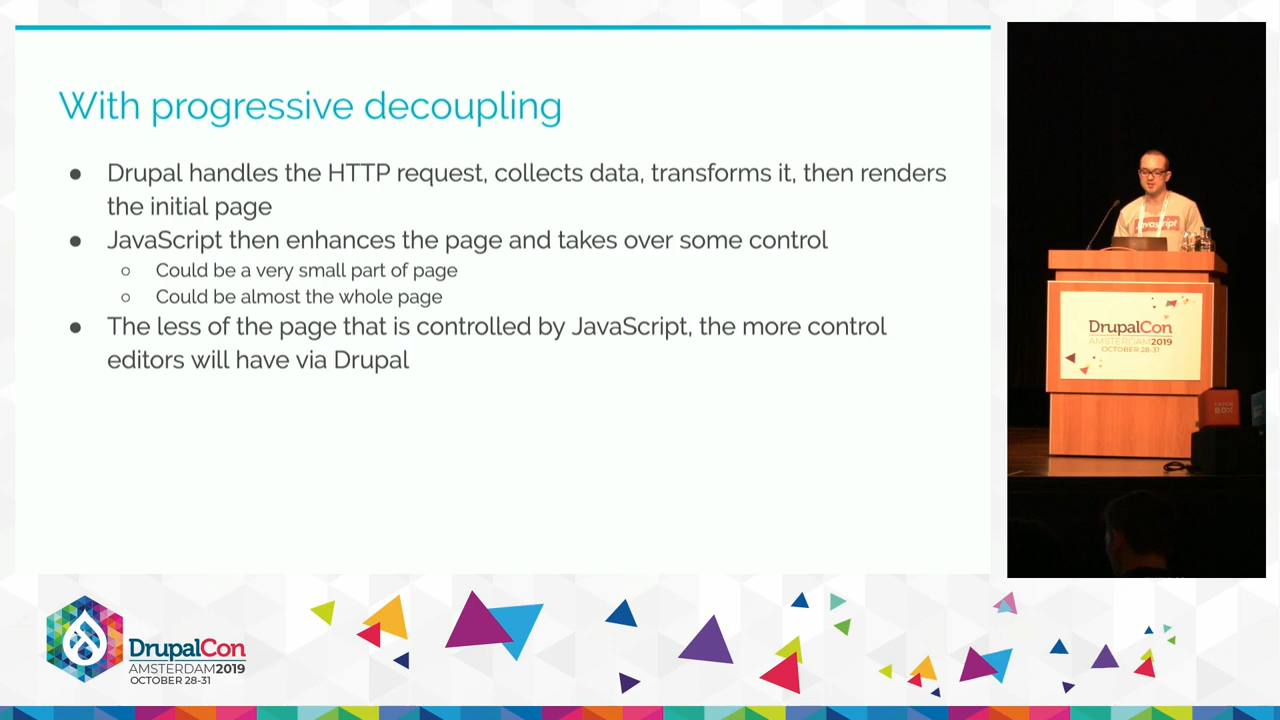 With progressive decoupling
● Drupal handles the HTTP request, collects data, transforms it, then renders
the initial page
● JavaScript then enhances the page and takes over some control
○ Could be a very small part of page
○ Could be almost the whole page
● The less of the page that is controlled by JavaScript, the more control
editors will have via Drupal
javascript
DrupalCon
AMSTERDAM2019
OCTOBER 28-31
CATCH
BOX
DrupalCon
AMSTERDAM2019
OCTOBER 28-31